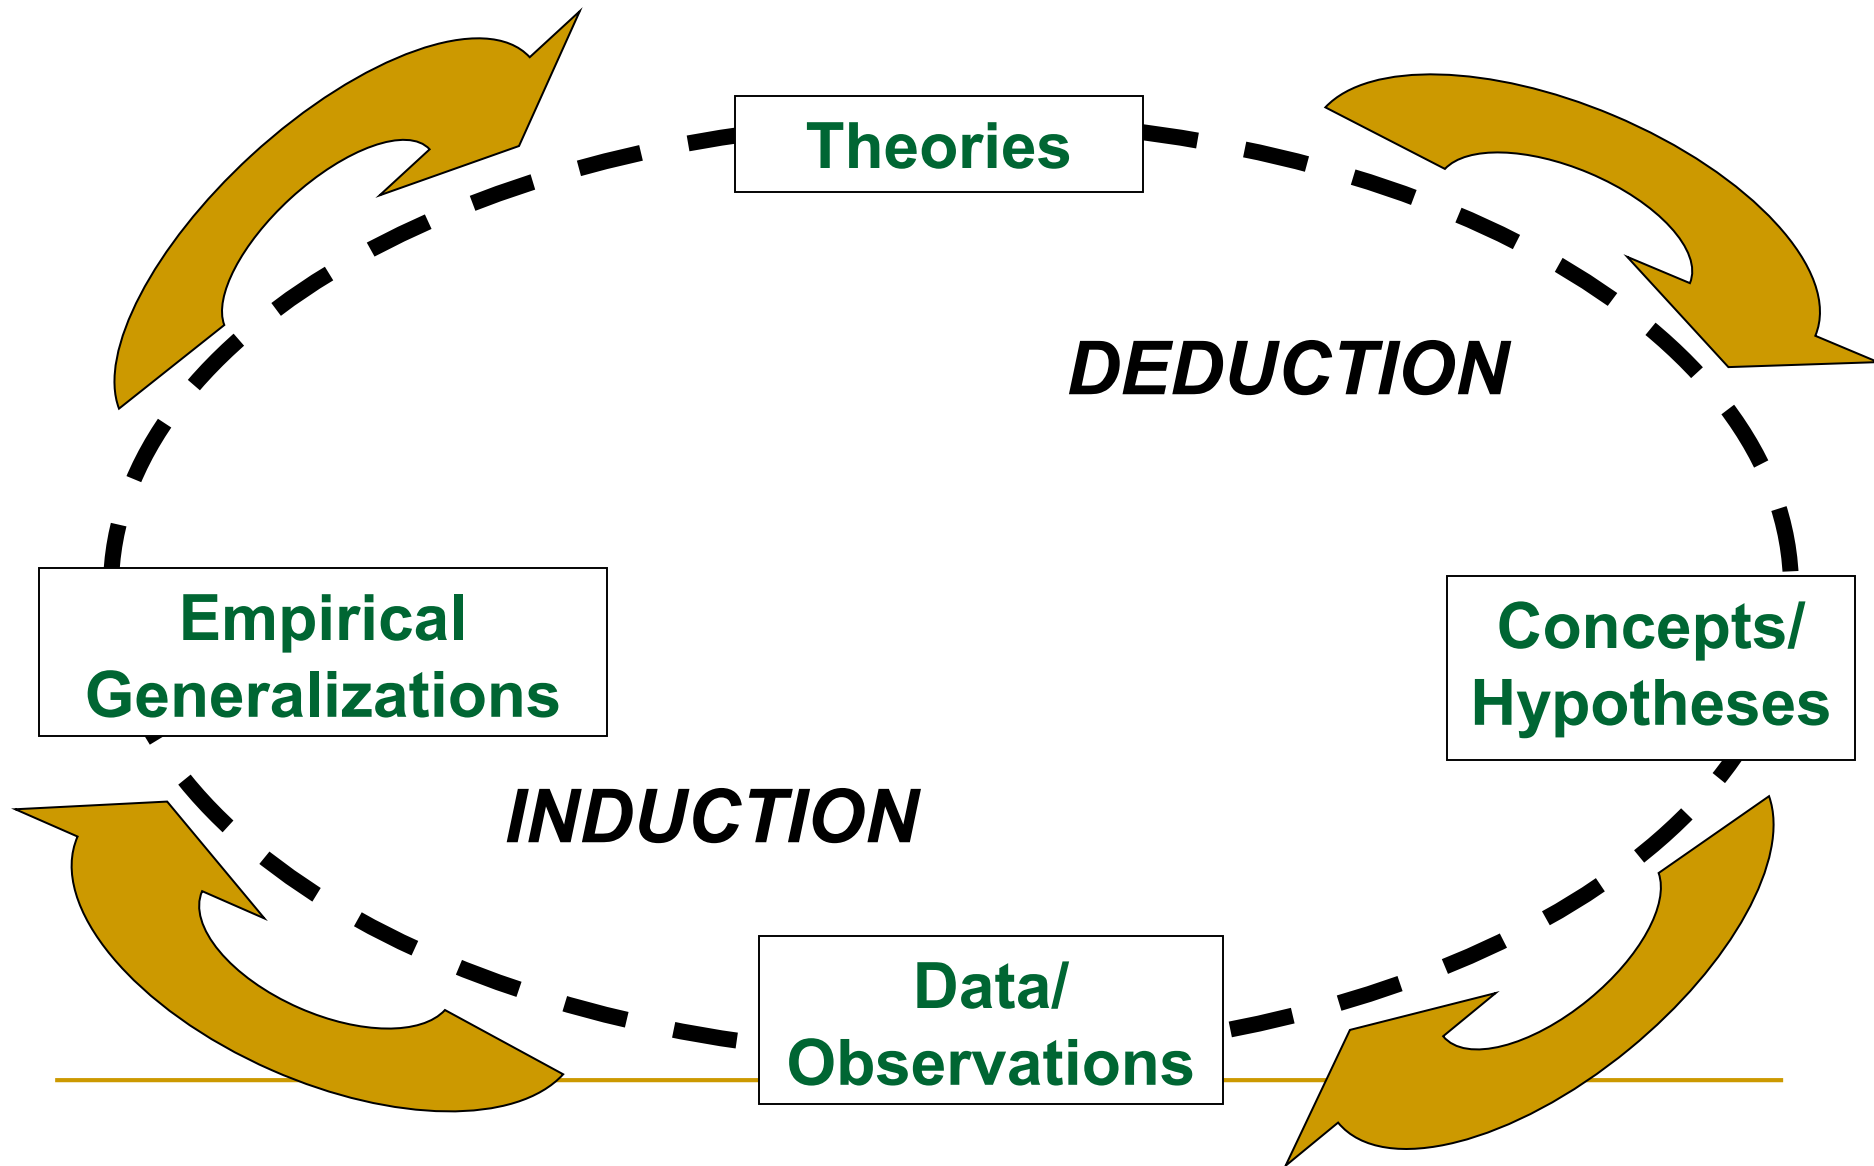 Theories
DEDUCTION
Empirical
Generalizations
Concepts/
Hypotheses
INDUCTION
Data/
Observations